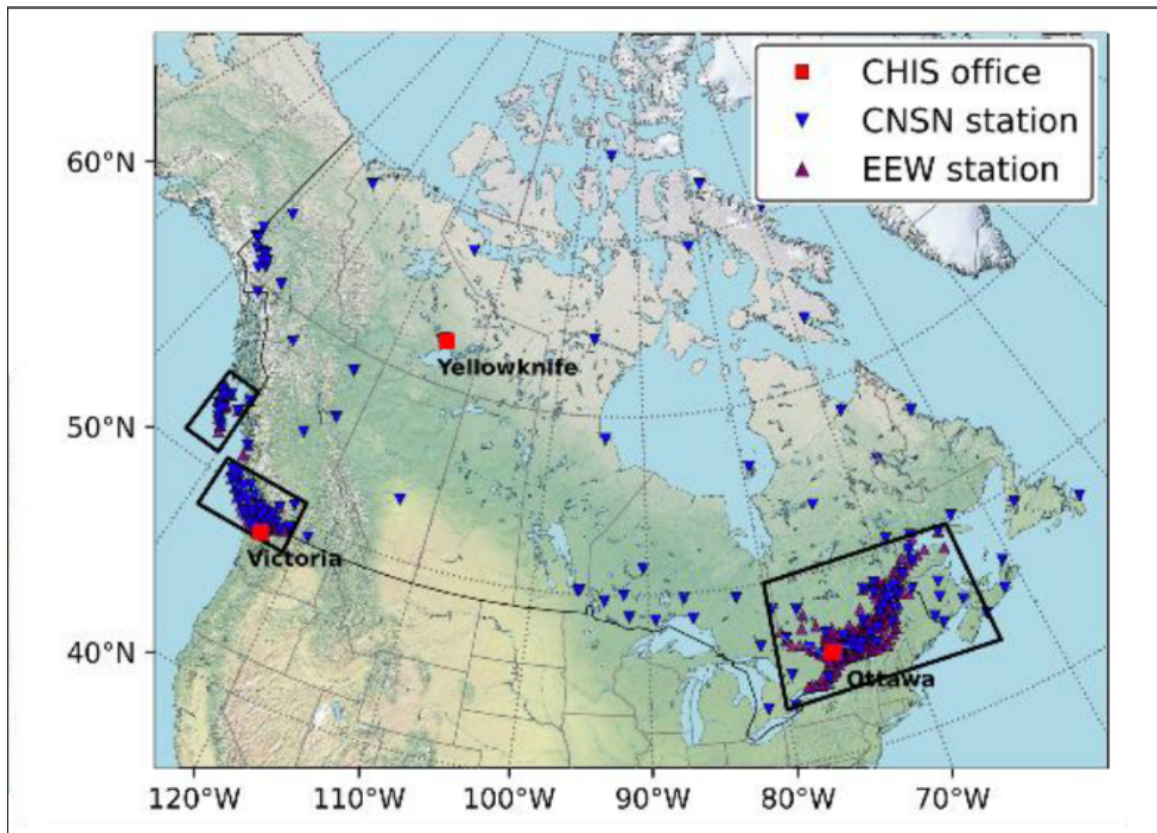 CHIS office
CNSN station
EEW station
60°N
50°N
40°N
Yellowknife
Victoria
Ottawa
120°W 110°W 100°W 90°W 80°W 70°W